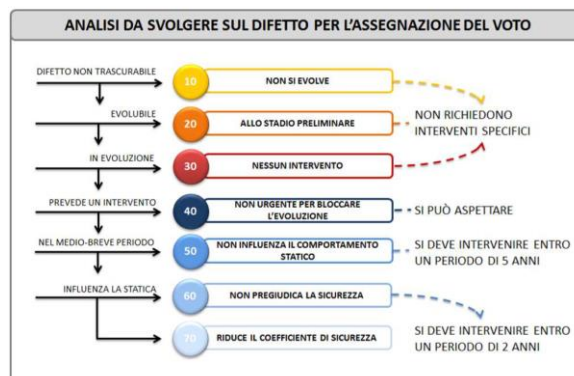 ANALISI DA SVOLGERE SUL DIFETTO PER L'ASSEGNAZIONE DEL VOTO
DIFETTO NON TRASCURABILE
10
NON SI EVOLVE
EVOLUBILE
20
ALLO STADIO PRELIMINARE
NON RICHIEDONO
INTERVENTI SPECIFICI
IN EVOLUZIONE
30
NESSUN INTERVENTO
PREVEDE UN INTERVENTO
40
NON URGENTE PER BLOCCARE
L'EVOLUZIONE
SI PUÒ ASPETTARE
NEL MEDIO-BREVE PERIODO
50
NON INFLUENZA IL COMPORTAMENTO
STATICO
SI DEVE INTERVENIRE ENTRO
UN PERIODO DI 5 ANNI
INFLUENZA LA STATICA
60
NON PREGIUDICA LA SICUREZZA
70
RIDUCE IL COEFFICIENTE DI SICUREZZA
SI DEVE INTERVENIRE ENTRO
UN PERIODO DI 2 ANNI